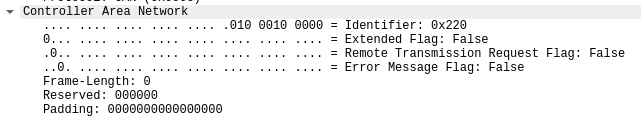 Controller Area Network
.... .... .... .... .... .010 0010 0000 = Identifier: 0x220
0... .... .... .... .... .... .... .... = Extended Flag: False
.0.. .... .... .... .... .... .... .... = Remote Transmission Request Flag: False
..0. .... .... .... .... .... .... .... = Error Message Flag: False
Frame-Length: 0
Reserved: 000000
Padding: 0000000000000000